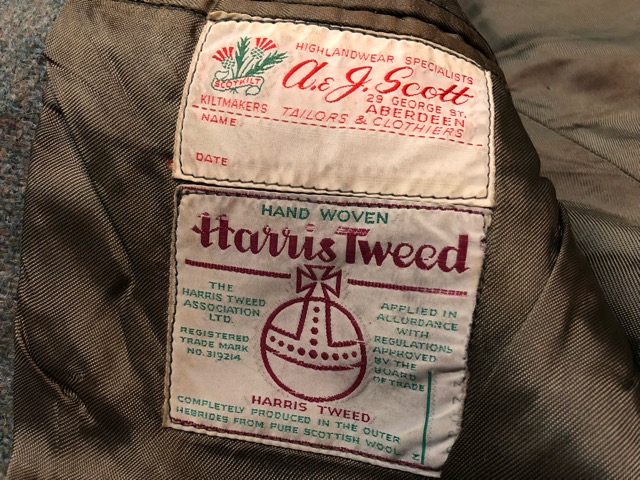 HIGHLANDWEAR SPECIALISTS
SCOTKILT
A. & J. Scott
KILTMAKERS
29 GEORGE ST.
ABERDEEN
TAILORS & CLOTHIERS
NAME
DATE
HAND WOVEN
Harris Tweed
THE
HARRIS TWEED
ASSOCIATION
LTD.
REGISTERED
TRADE MARK
NO.319214
APPLIED IN
ACCORDANCE
WITH
REGULATIONS
APPROVED
BY THE
BOARD
OF TRADE
HARRIS TWEED
COMPLETELY PRODUCED IN THE OUTER
HEBRIDES FROM PURE SCOTTISH WOOL